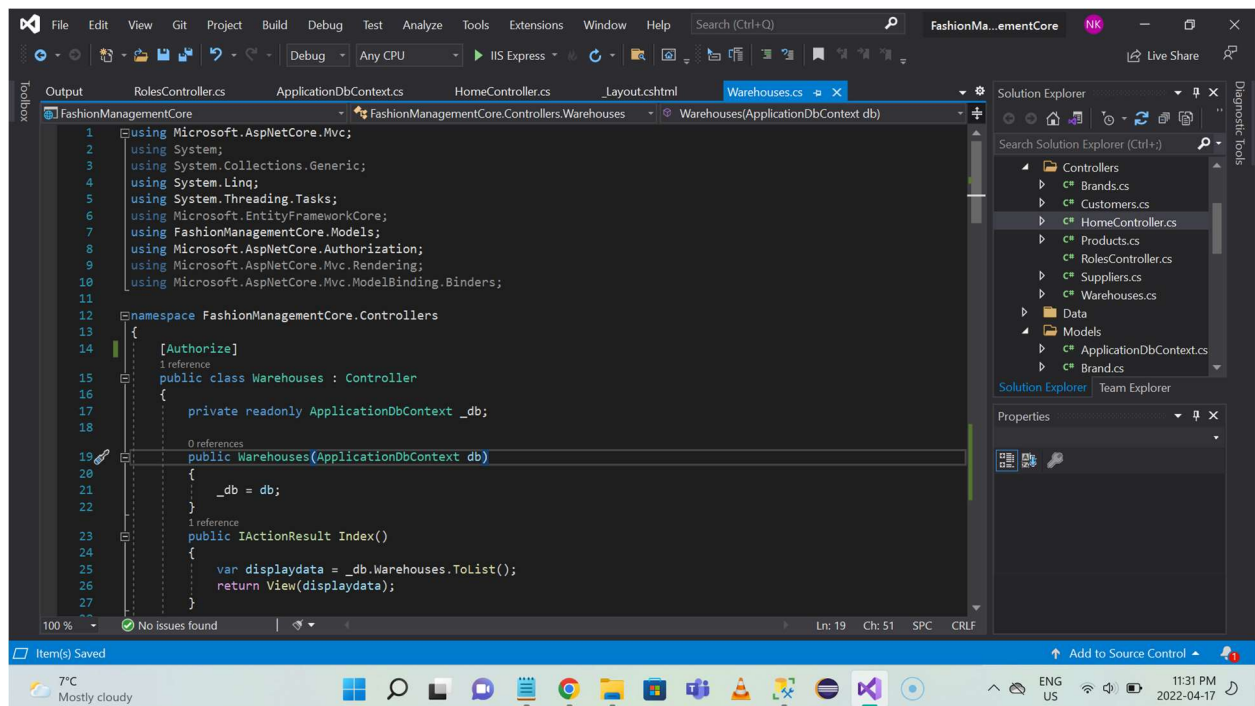 File Edit View Git Project Build Debug Test Analyze Tools Extensions Window Help Search (Ctrl+Q) FashionMa...ementCore NK
Debug Any CPU IIS Express Live Share
Toolbox
Output RolesController.cs ApplicationDbContext.cs HomeController.cs _Layout.cshtml Warehouses.cs
FashionManagementCore FashionManagementCore.Controllers.Warehouses Warehouses(ApplicationDbContext db)
1 using Microsoft.AspNetCore.Mvc;
2 using System;
3 using System.Collections.Generic;
4 using System.Linq;
5 using System.Threading.Tasks;
6 using Microsoft.EntityFrameworkCore;
7 using FashionManagementCore.Models;
8 using Microsoft.AspNetCore.Authorization;
9 using Microsoft.AspNetCore.Mvc.Rendering;
10 using Microsoft.AspNetCore.Mvc.ModelBinding.Binders;
11
12 namespace FashionManagementCore.Controllers
13 {
14 [Authorize]
1 reference
15 public class Warehouses : Controller
16 {
17 private readonly ApplicationDbContext _db;
18
0 references
19 public Warehouses(ApplicationDbContext db)
20 {
21 _db = db;
22 }
1 reference
23 public IActionResult Index()
24 {
25 var displaydata = _db.Warehouses.ToList();
26 return View(displaydata);
27 }
100 % No issues found Ln: 19 Ch: 51 SPC CRLF
Solution Explorer
Search Solution Explorer (Ctrl+;)
Controllers
C# Brands.cs
C# Customers.cs
C# HomeController.cs
C# Products.cs
C# RolesController.cs
C# Suppliers.cs
C# Warehouses.cs
Data
Models
C# ApplicationDbContext.cs
C# Brand.cs
Solution Explorer Team Explorer
Properties
Diagnostic Tools
Item(s) Saved Add to Source Control 1
7°C
Mostly cloudy
ENG
US
11:31 PM
2022-04-17